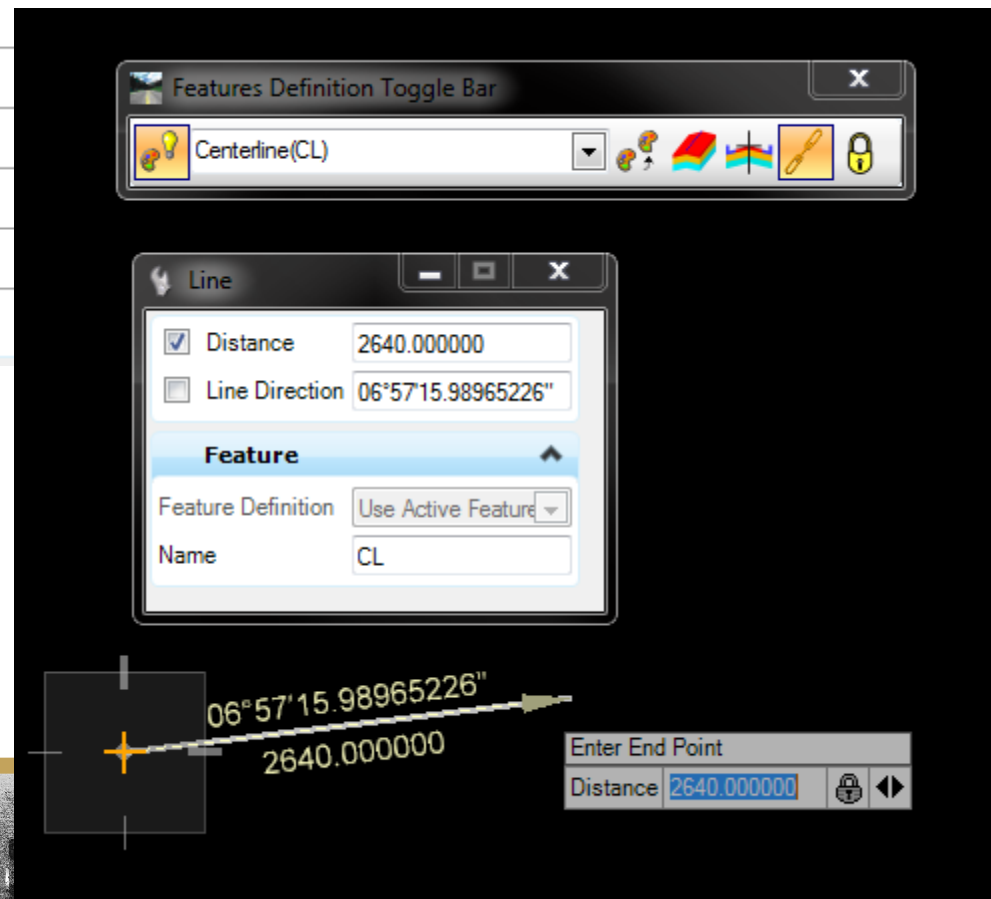 Features Definition Toggle Bar
Centerline(CL)
Line
Distance 2640.000000
Line Direction 06°57'15.98965226"
Feature
Feature Definition Use Active Feature
Name CL
06°57'15.98965226"
2640.000000
Enter End Point
Distance 2640.000000